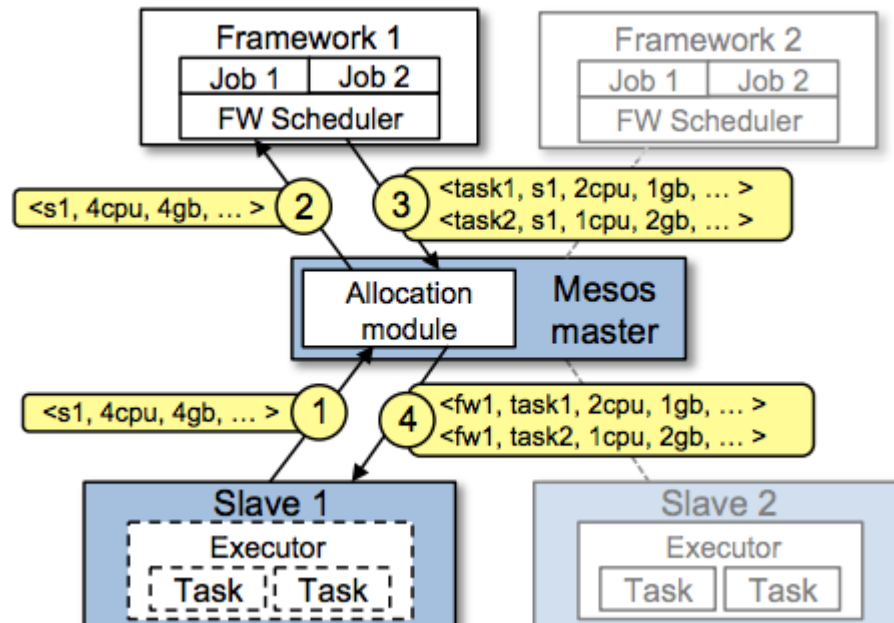 Framework 1
Job 1 Job 2
FW Scheduler
Framework 2
Job 1 Job 2
FW Scheduler
<s1, 4cpu, 4gb, … >
2
3
<task1, s1, 2cpu, 1gb, … >
<task2, s1, 1cpu, 2gb, … >
Allocation
module
Mesos
master
<s1, 4cpu, 4gb, … >
1
4
<fw1, task1, 2cpu, 1gb, … >
<fw1, task2, 1cpu, 2gb, … >
Slave 1
Executor
Task Task
Slave 2
Executor
Task Task